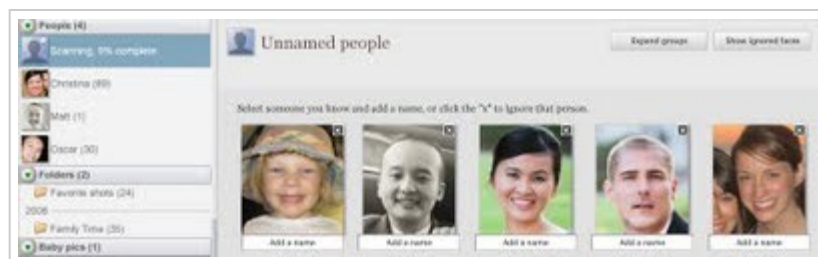 People (4)
Scanning, 5% complete
Christina (69)
Matt (1)
Oscar (30)
Folders (2)
Favorite shots (24)
2006
Family Time (35)
Baby pics (1)
Unnamed people
Expand groups
Show ignored faces
Select someone you know and add a name, or click the "x" to ignore that person.
Add a name
Add a name
Add a name
Add a name
Add a name